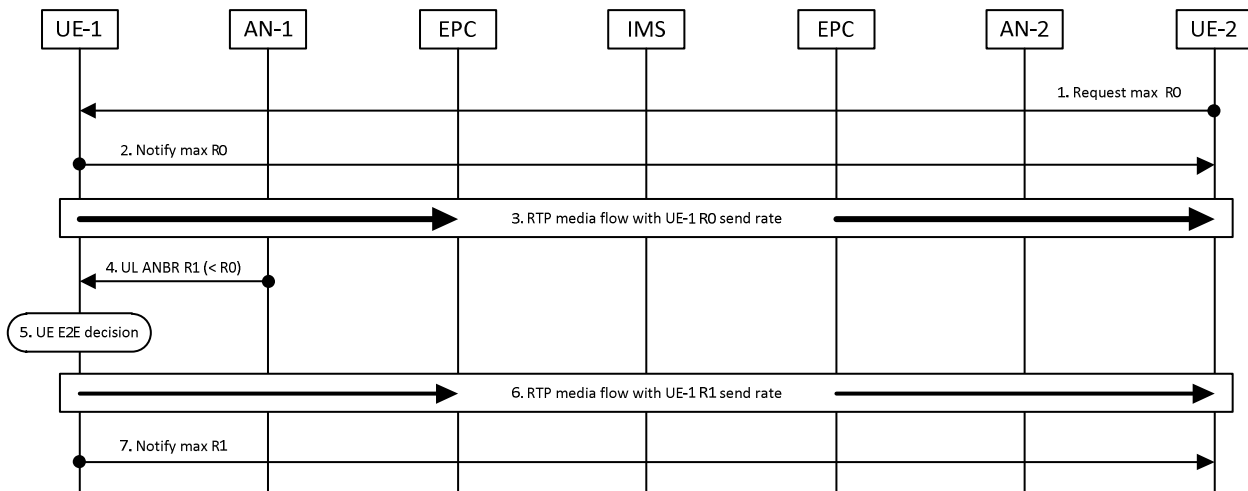 UE-1 AN-1 EPC IMS EPC AN-2 UE-2
1. Request max R0
2. Notify max R0
3. RTP media flow with UE-1 R0 send rate
4. UL ANBR R1 (< R0)
5. UE E2E decision
6. RTP media flow with UE-1 R1 send rate
7. Notify max R1